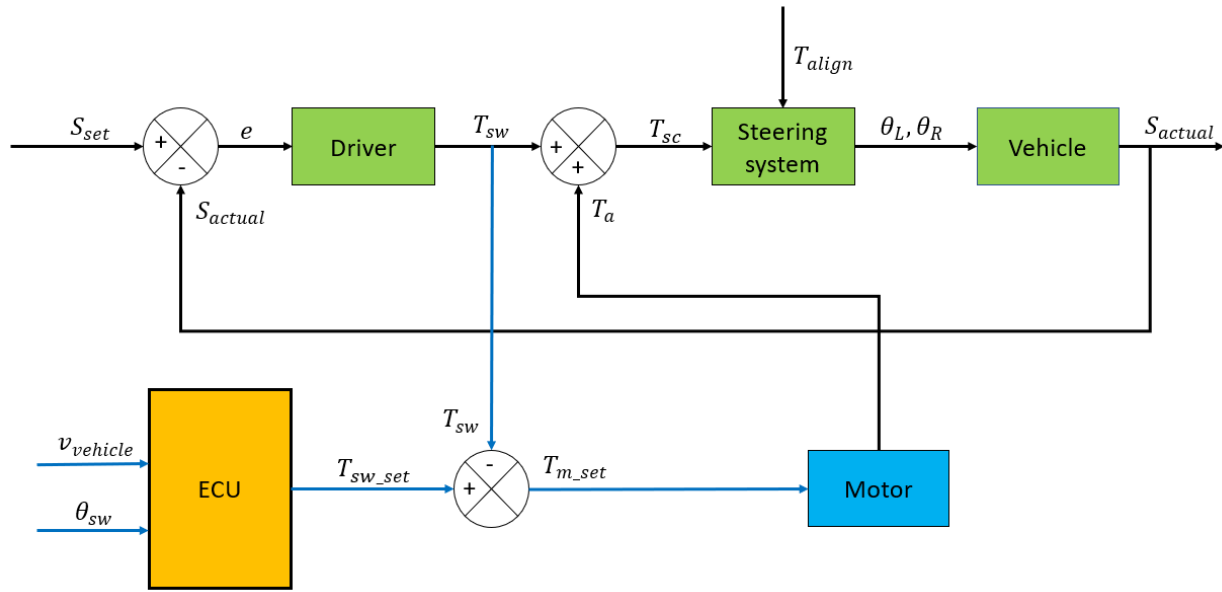 T_align
S_set
+
-
e
Driver
T_sw
+
+
T_sc
Steering
system
θ_L, θ_R
Vehicle
S_actual
S_actual
T_a
v_vehicle
θ_sw
ECU
T_sw_set
T_sw
-
+
T_m_set
Motor